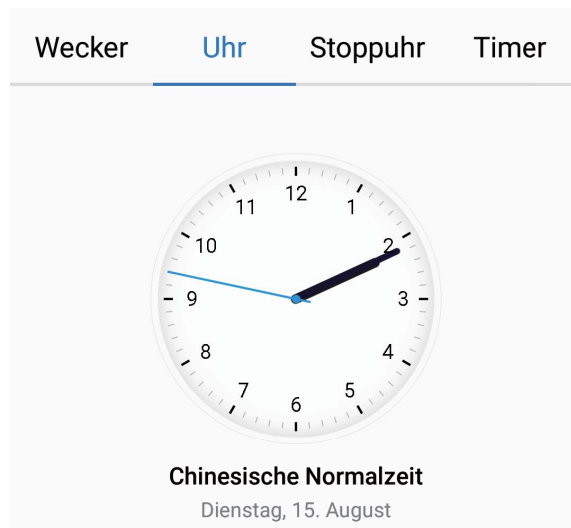 Wecker Uhr Stoppuhr Timer
12
11 1
10 2
9 3
8 4
7 5
6
Chinesische Normalzeit
Dienstag, 15. August